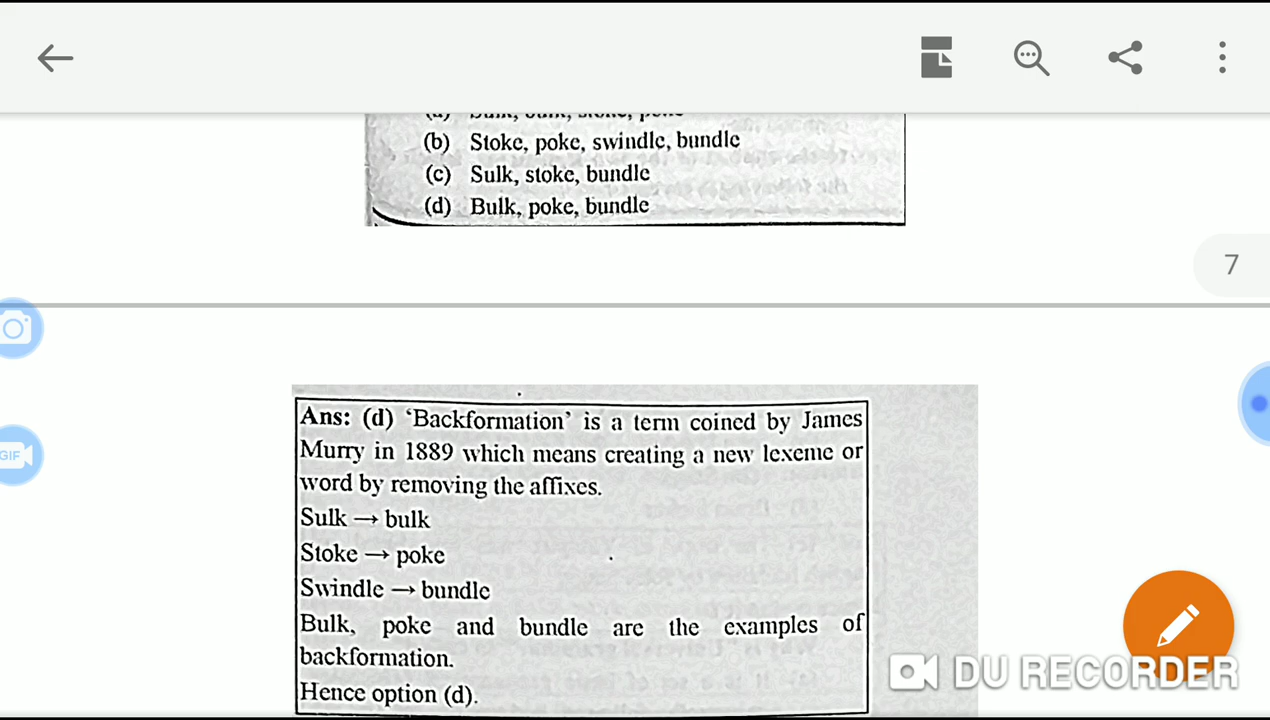 (b) Stoke, poke, swindle, bundle
(c) Sulk, stoke, bundle
(d) Bulk, poke, bundle
7
GIF
Ans: (d) ‘Backformation’ is a term coined by James
Murry in 1889 which means creating a new lexeme or
word by removing the affixes.
Sulk → bulk
Stoke → poke
Swindle → bundle
Bulk, poke and bundle are the examples of
backformation.
Hence option (d).
DU RECORDER